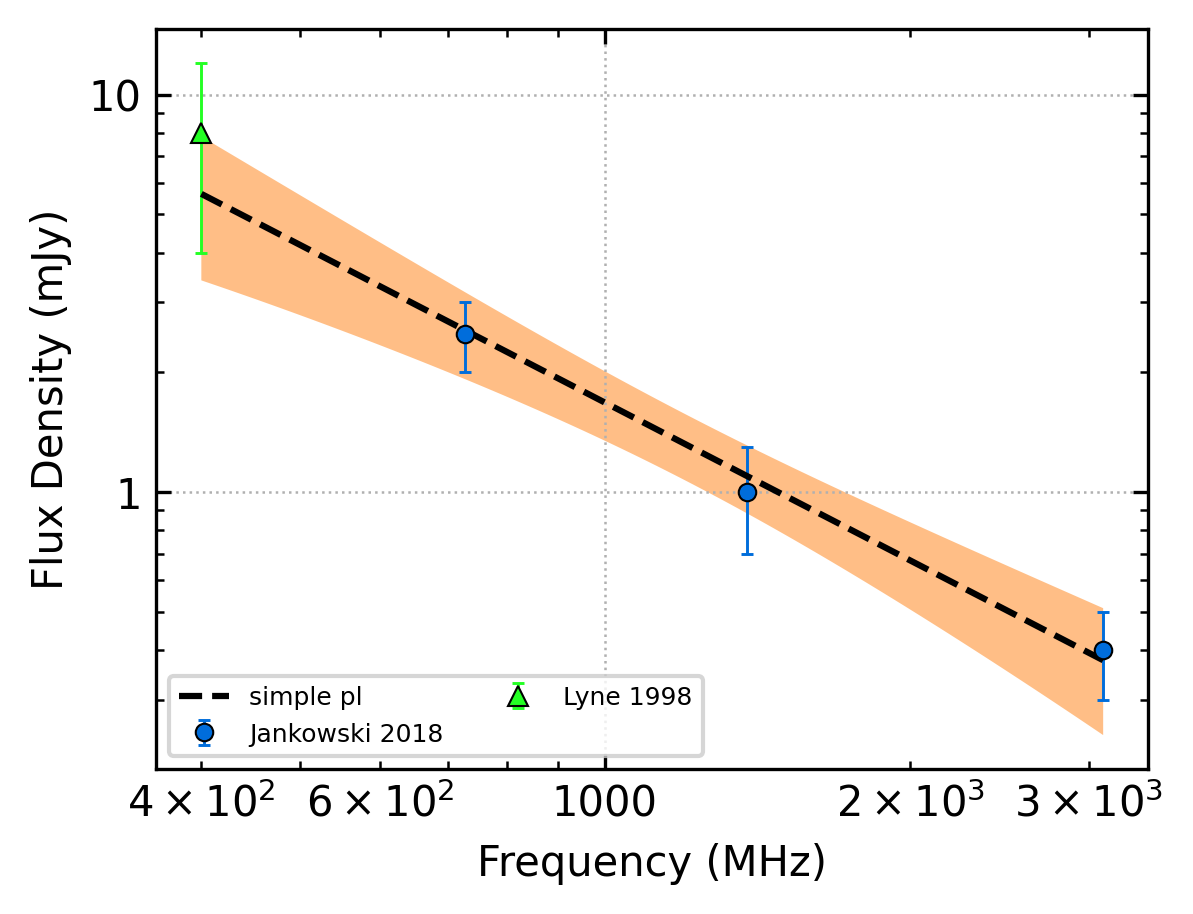 Flux Density (mJy)
10
1
simple pl
Jankowski 2018
Lyne 1998
4 × 10² 6 × 10² 1000 2 × 10³ 3 × 10³
Frequency (MHz)